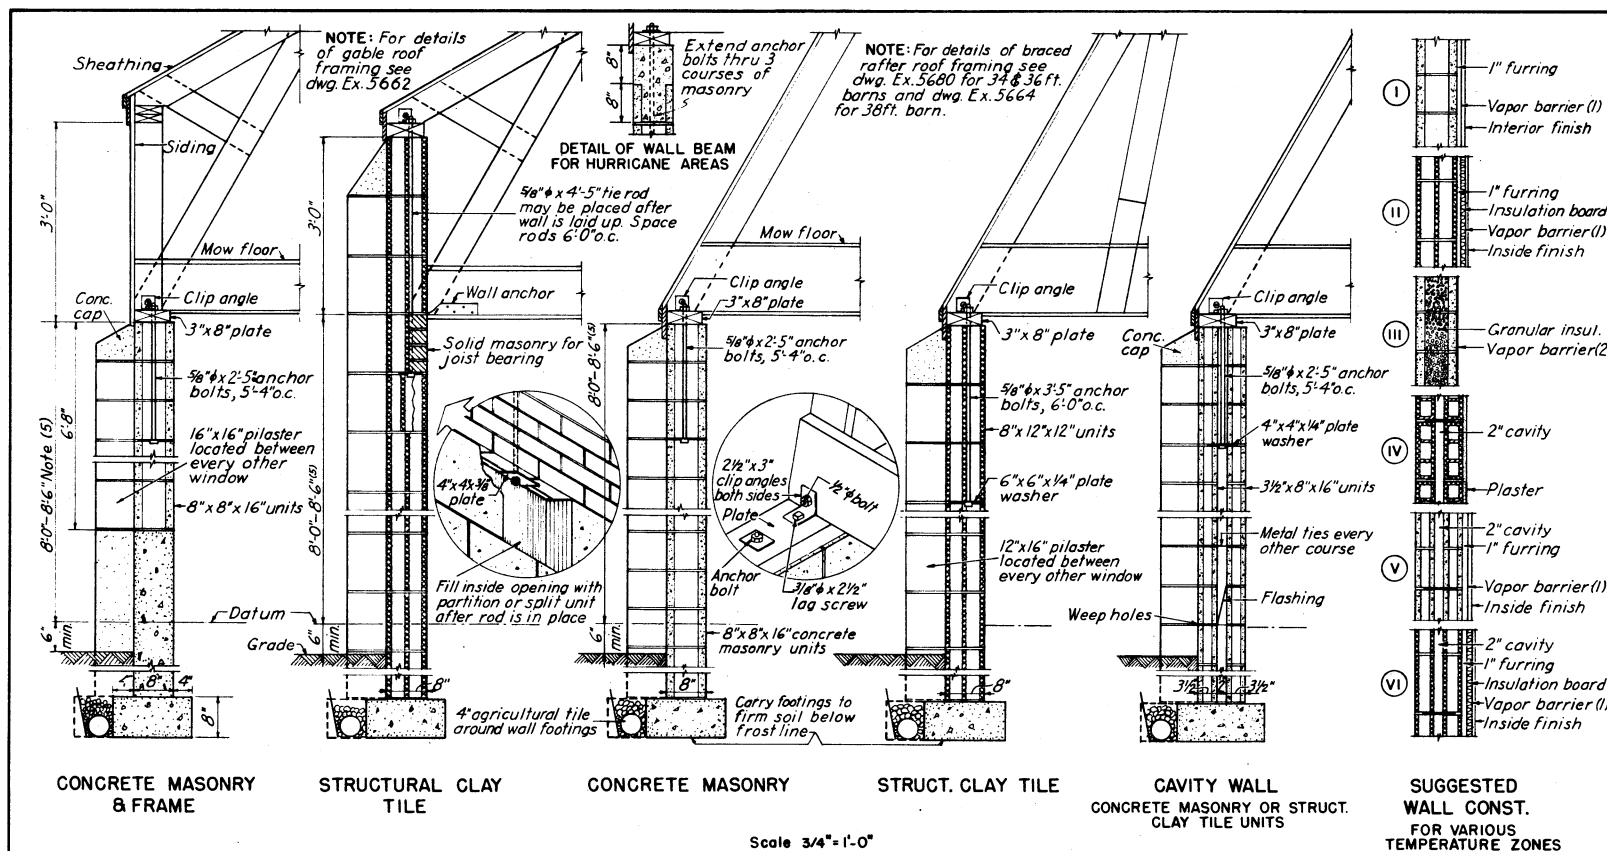 NOTE: For details
of gable roof
framing see
dwg. Ex. 5662
Sheathing
Siding
3'-0"
Mow floor
Conc.
cap
Clip angle
3"x8" plate
5/8"φ x 2'-5" anchor
bolts, 5'-4" o.c.
16"x16" pilaster
located between
every other
window
8"x8"x16" units
8'-0"-8'-6" Note (5)
6'-8"
Datum
Grade
6"
min.
8"
4"
8"
CONCRETE MASONRY
& FRAME
3'-0"
5/8"φ x 4'-5" tie rod
may be placed after
wall is laid up. Space
rods 6'-0" o.c.
Wall anchor
Solid masonry for
joist bearing
8'-0"-8'-6" (5)
4"x4x3/8"
plate
Fill inside opening with
partition or split unit
after rod is in place
6"
min.
8"
4" agricultural tile
around wall footings
STRUCTURAL CLAY
TILE
8"
8"
Extend anchor
bolts thru 3
courses of
masonry
DETAIL OF WALL BEAM
FOR HURRICANE AREAS
Mow floor
Clip angle
3"x8" plate
5/8"φ x 2'-5" anchor
bolts, 5'-4" o.c.
8'-0"-8'-6" (5)
2½"x3"
clip angles
both sides
½"φ bolt
Plate
Anchor
bolt
3/8"φ x 2½"
lag screw
8"x8"x16" concrete
masonry units
6"
min.
8"
Carry footings to
firm soil below
frost line
CONCRETE MASONRY
NOTE: For details of braced
rafter roof framing see
dwg. Ex. 5680 for 34 & 36 ft.
barns and dwg. Ex. 5664
for 38 ft. barn.
Clip angle
3"x8" plate
5/8"φ x 3'-5" anchor
bolts, 6'-0" o.c.
8"x12"x12" units
6"x6"x¼" plate
washer
12"x16" pilaster
located between
every other window
8"
STRUCT. CLAY TILE
Conc.
cap
Clip angle
3"x8" plate
5/8"φ x 2'-5" anchor
bolts, 5'-4" o.c.
4"x4"x¼" plate
washer
3½"x8"x16" units
Metal ties every
other course
Flashing
Weep holes
3½"
2"
3½"
CAVITY WALL
CONCRETE MASONRY OR STRUCT.
CLAY TILE UNITS
I
1" furring
Vapor barrier (1)
Interior finish
II
1" furring
Insulation board
Vapor barrier (1)
Inside finish
III
Granular insul.
Vapor barrier (2
IV
2" cavity
Plaster
V
2" cavity
1" furring
Vapor barrier (1)
Inside finish
VI
2" cavity
1" furring
Insulation board
Vapor barrier (1)
Inside finish
SUGGESTED
WALL CONST.
FOR VARIOUS
TEMPERATURE ZONES
Scale 3/4" = 1'-0"